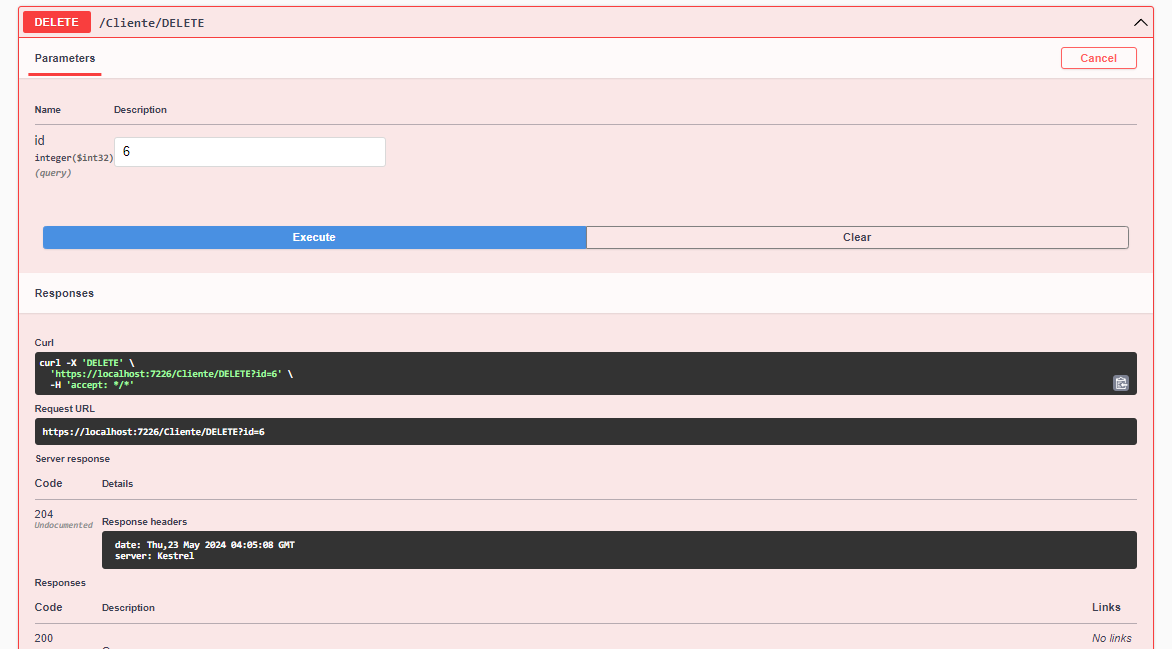 DELETE /Cliente/DELETE
Parameters
Cancel
Name Description
id
integer($int32)
(query)
6
Execute Clear
Responses
Curl
curl -X 'DELETE' \
'https://localhost:7226/Cliente/DELETE?id=6' \
-H 'accept: */*'
Request URL
https://localhost:7226/Cliente/DELETE?id=6
Server response
Code Details
204
Undocumented
Response headers
date: Thu,23 May 2024 04:05:08 GMT
server: Kestrel
Responses
Code Description Links
200 No links